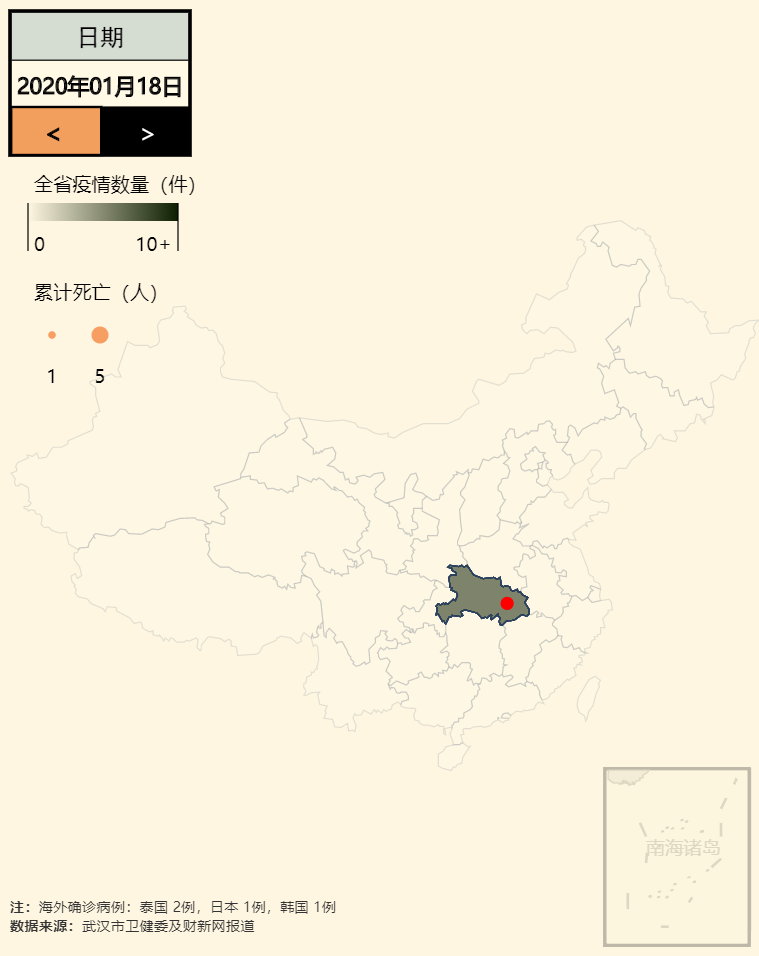 日期
2020年01月18日
< >
全省疫情数量（件）
0 10+
累计死亡（人）
1 5
南海诸岛
注：海外确诊病例：泰国 2例，日本 1例，韩国 1例
数据来源：武汉市卫健委及财新网报道